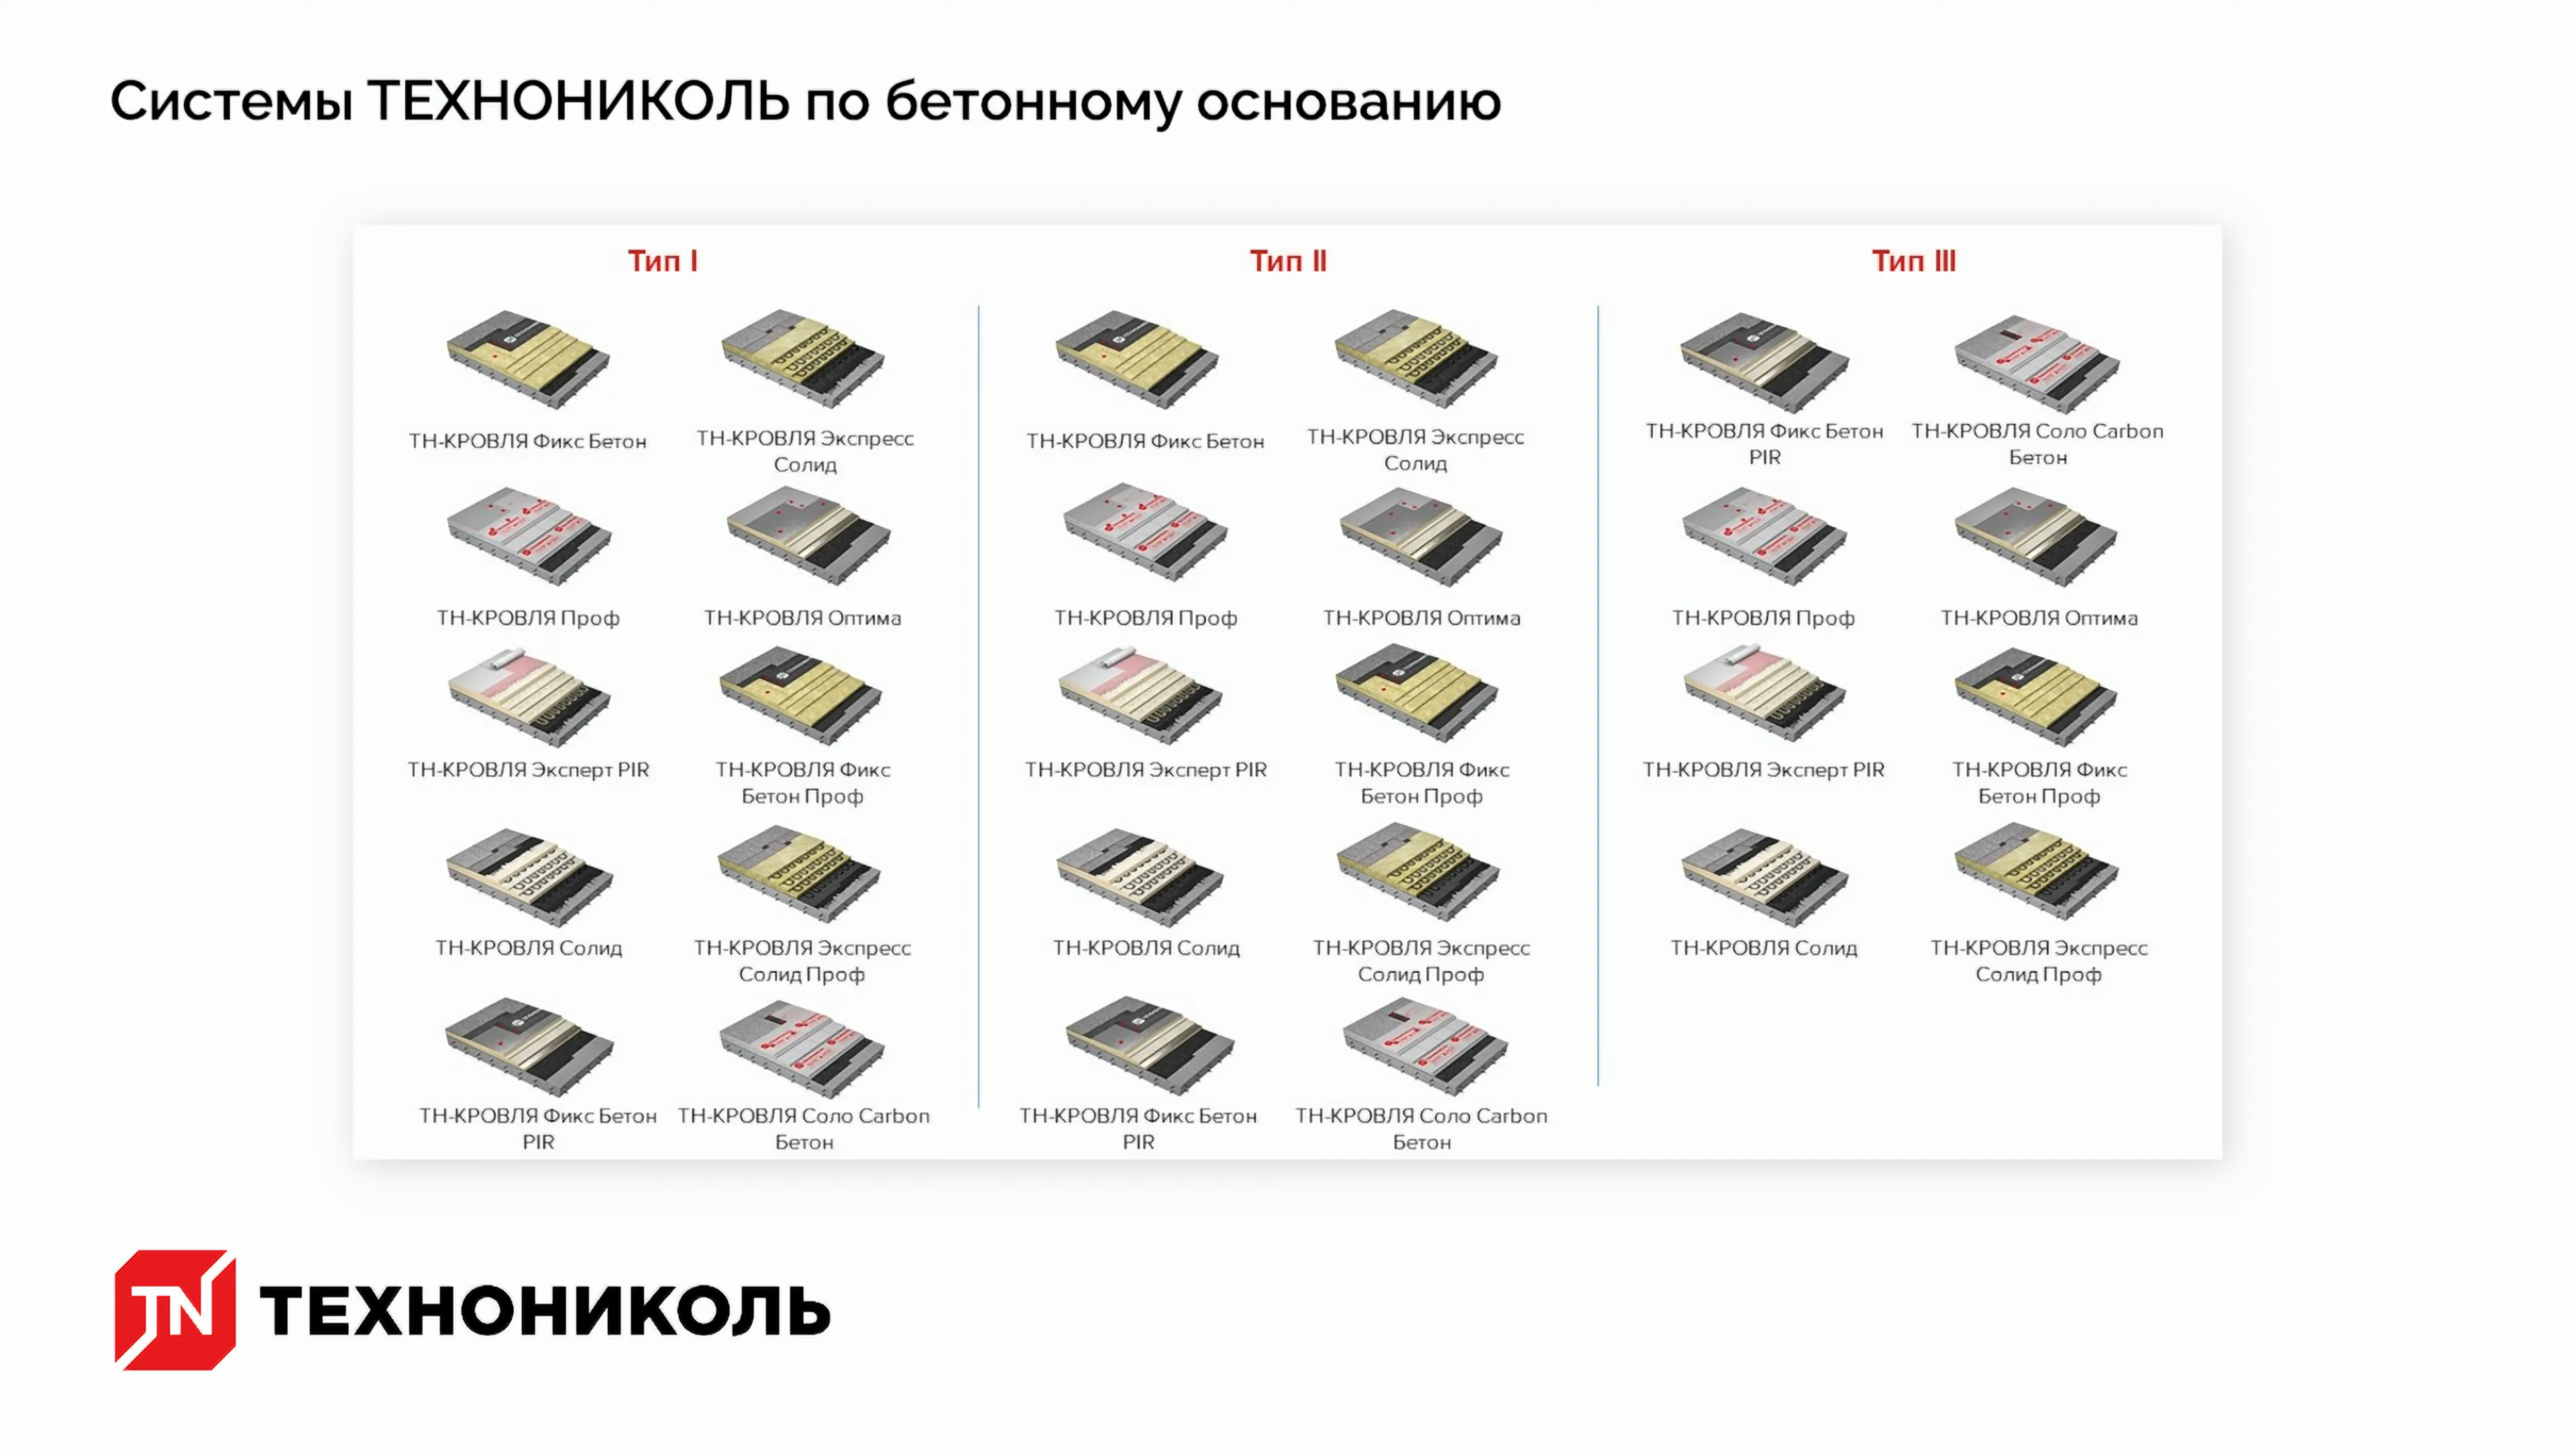 Системы ТЕХНОНИКОЛЬ по бетонному основанию
Тип I
ТН-КРОВЛЯ Фикс Бетон
ТН-КРОВЛЯ Экспресс
Солид
ТН-КРОВЛЯ Проф
ТН-КРОВЛЯ Оптима
ТН-КРОВЛЯ Эксперт PIR
ТН-КРОВЛЯ Фикс
Бетон Проф
ТН-КРОВЛЯ Солид
ТН-КРОВЛЯ Экспресс
Солид Проф
ТН-КРОВЛЯ Фикс Бетон
PIR
ТН-КРОВЛЯ Соло Carbon
Бетон
Тип II
ТН-КРОВЛЯ Фикс Бетон
ТН-КРОВЛЯ Экспресс
Солид
ТН-КРОВЛЯ Проф
ТН-КРОВЛЯ Оптима
ТН-КРОВЛЯ Эксперт PIR
ТН-КРОВЛЯ Фикс
Бетон Проф
ТН-КРОВЛЯ Солид
ТН-КРОВЛЯ Экспресс
Солид Проф
ТН-КРОВЛЯ Фикс Бетон
PIR
ТН-КРОВЛЯ Соло Carbon
Бетон
Тип III
ТН-КРОВЛЯ Фикс Бетон
PIR
ТН-КРОВЛЯ Соло Carbon
Бетон
ТН-КРОВЛЯ Проф
ТН-КРОВЛЯ Оптима
ТН-КРОВЛЯ Эксперт PIR
ТН-КРОВЛЯ Фикс
Бетон Проф
ТН-КРОВЛЯ Солид
ТН-КРОВЛЯ Экспресс
Солид Проф
TN ТЕХНОНИКОЛЬ